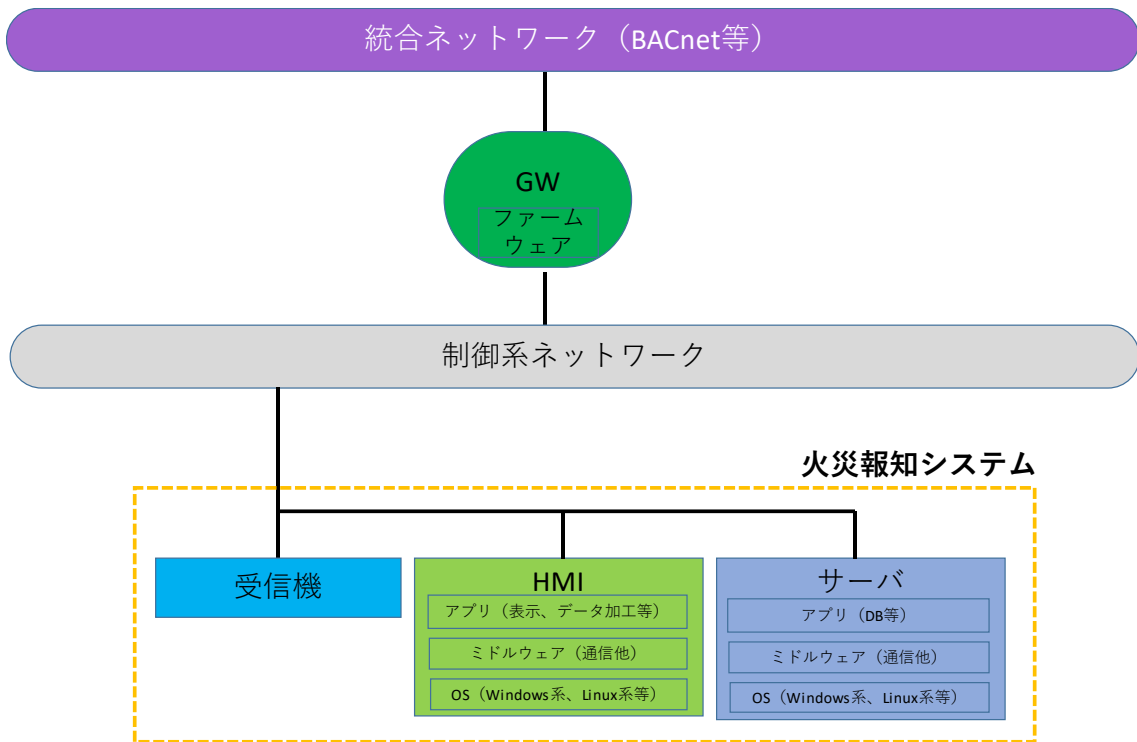 統合ネットワーク（BACnet等）
GW
ファーム
ウェア
制御系ネットワーク
火災報知システム
受信機
HMI
アプリ（表示、データ加工等）
ミドルウェア（通信他）
OS（Windows系、Linux系等）
サーバ
アプリ（DB等）
ミドルウェア（通信他）
OS（Windows系、Linux系等）